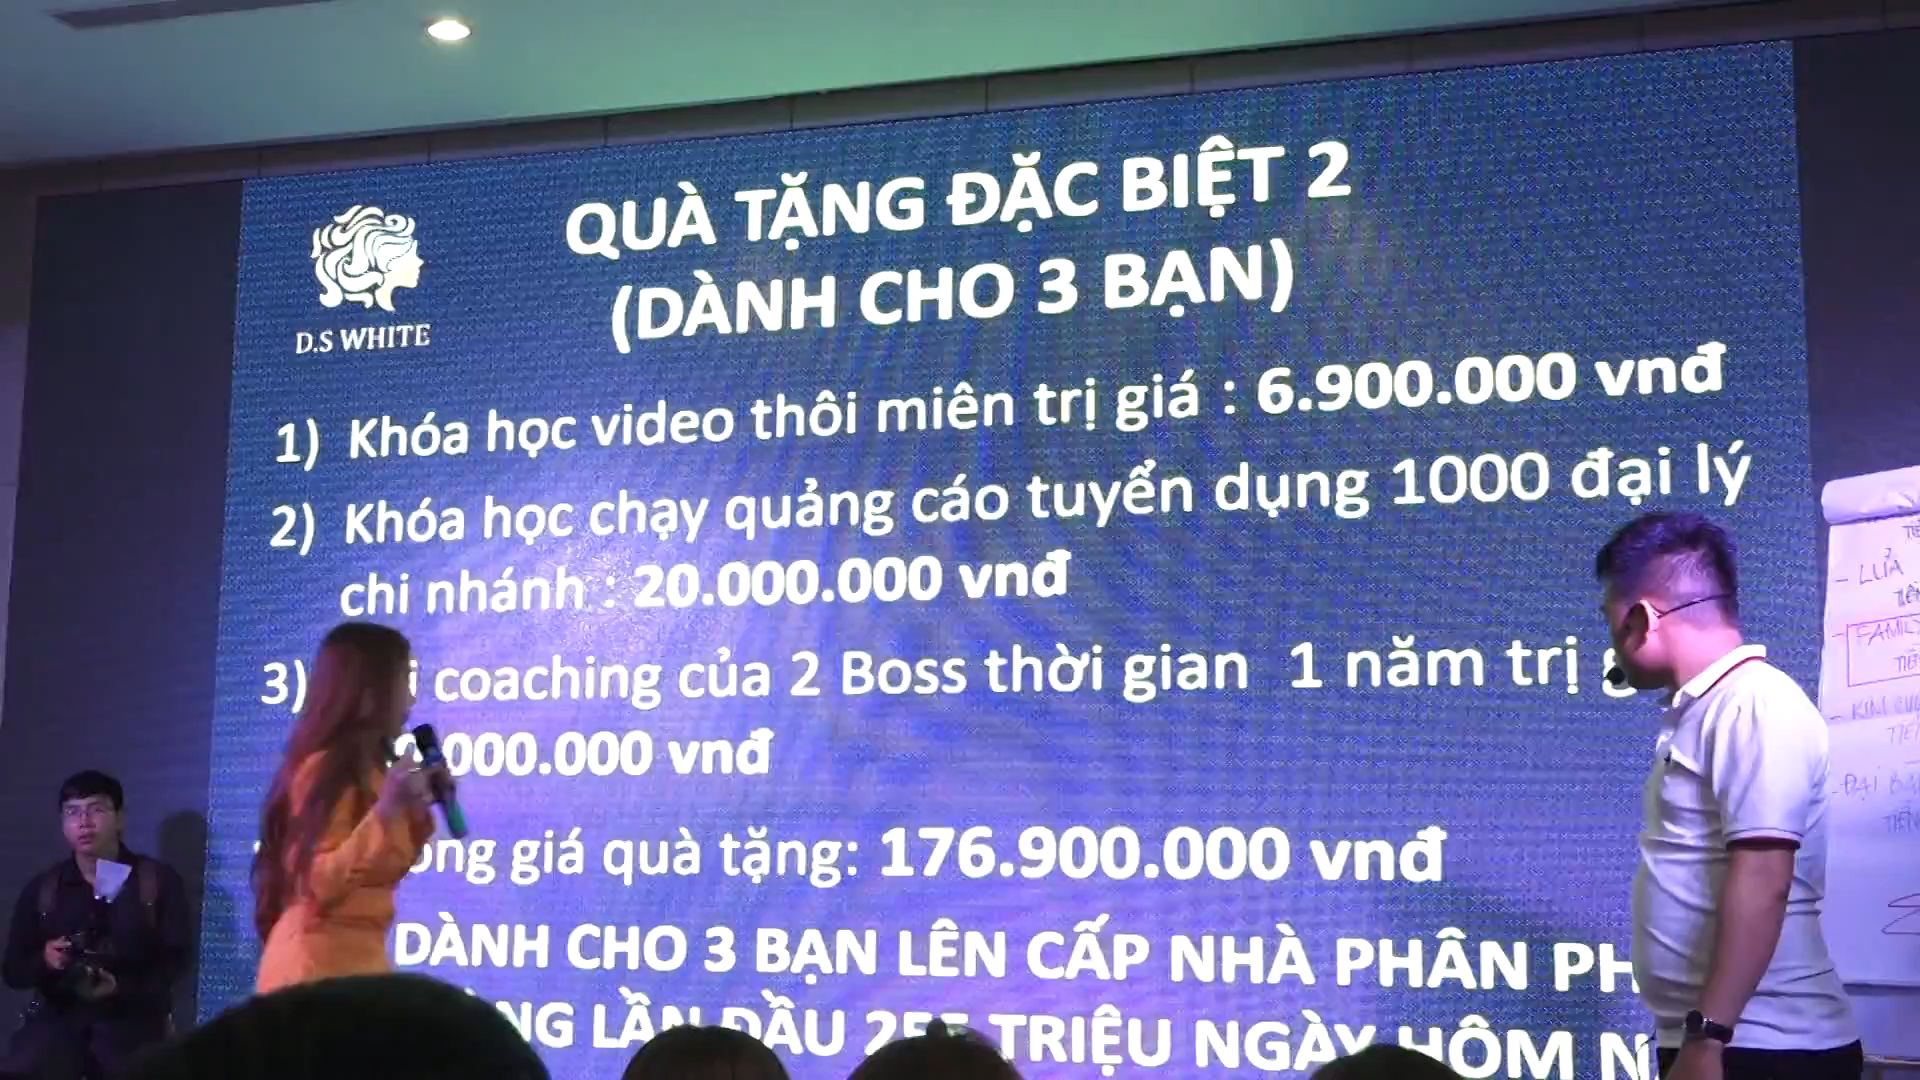 QUÀ TẶNG ĐẶC BIỆT 2
(DÀNH CHO 3 BẠN)
D.S WHITE
1) Khóa học video thôi miên trị giá : 6.900.000 vnđ
2) Khóa học chạy quảng cáo tuyển dụng 1000 đại lý
chi nhánh : 20.000.000 vnđ
3) coaching của 2 Boss thời gian 1 năm trị
.000.000 vnđ
giá quà tặng: 176.900.000 vnđ
DÀNH CHO 3 BẠN LÊN CẤP NHÀ PHÂN
LẦN ĐẦU TRIỆU NGÀY HÔM
- LỬA
FAMILY
ĐẠI